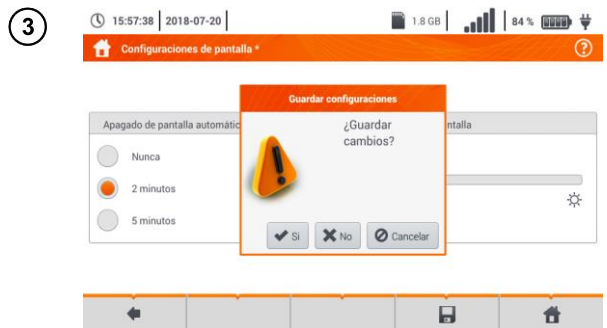 3
15:57:38 2018-07-20 1.8 GB 84 %
Configuraciones de pantalla *
Guardar configuraciones
Apagado de pantalla automátic
ntalla
¿Guardar
cambios?
Nunca
2 minutos
5 minutos
Si No Cancelar